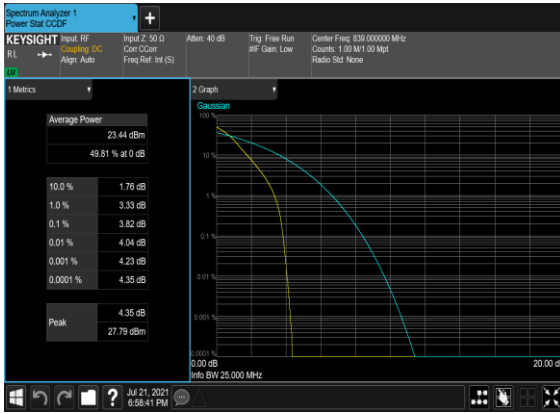 Spectrum Analyzer 1
Power Stat CCDF
KEYSIGHT
RL
LV
Input: RF
Coupling: DC
Align: Auto
Input Z: 50 Ω
Corr CCorr
Freq Ref: Int (S)
Atten: 40 dB
Trig: Free Run
#IF Gain: Low
Center Freq: 839.000000 MHz
Counts: 1.00 M/1.00 Mpt
Radio Std: None
1 Metrics
Average Power
23.44 dBm
49.81 % at 0 dB
10.0 % 1.76 dB
1.0 % 3.33 dB
0.1 % 3.82 dB
0.01 % 4.04 dB
0.001 % 4.23 dB
0.0001 % 4.35 dB
Peak
4.35 dB
27.79 dBm
2 Graph
Gaussian
100 %
10 %
1 %
0.1 %
0.01 %
0.001 %
0.0001 %
0.00 dB
20.00 d
Info BW 25.000 MHz
Jul 21, 2021
6:58:41 PM